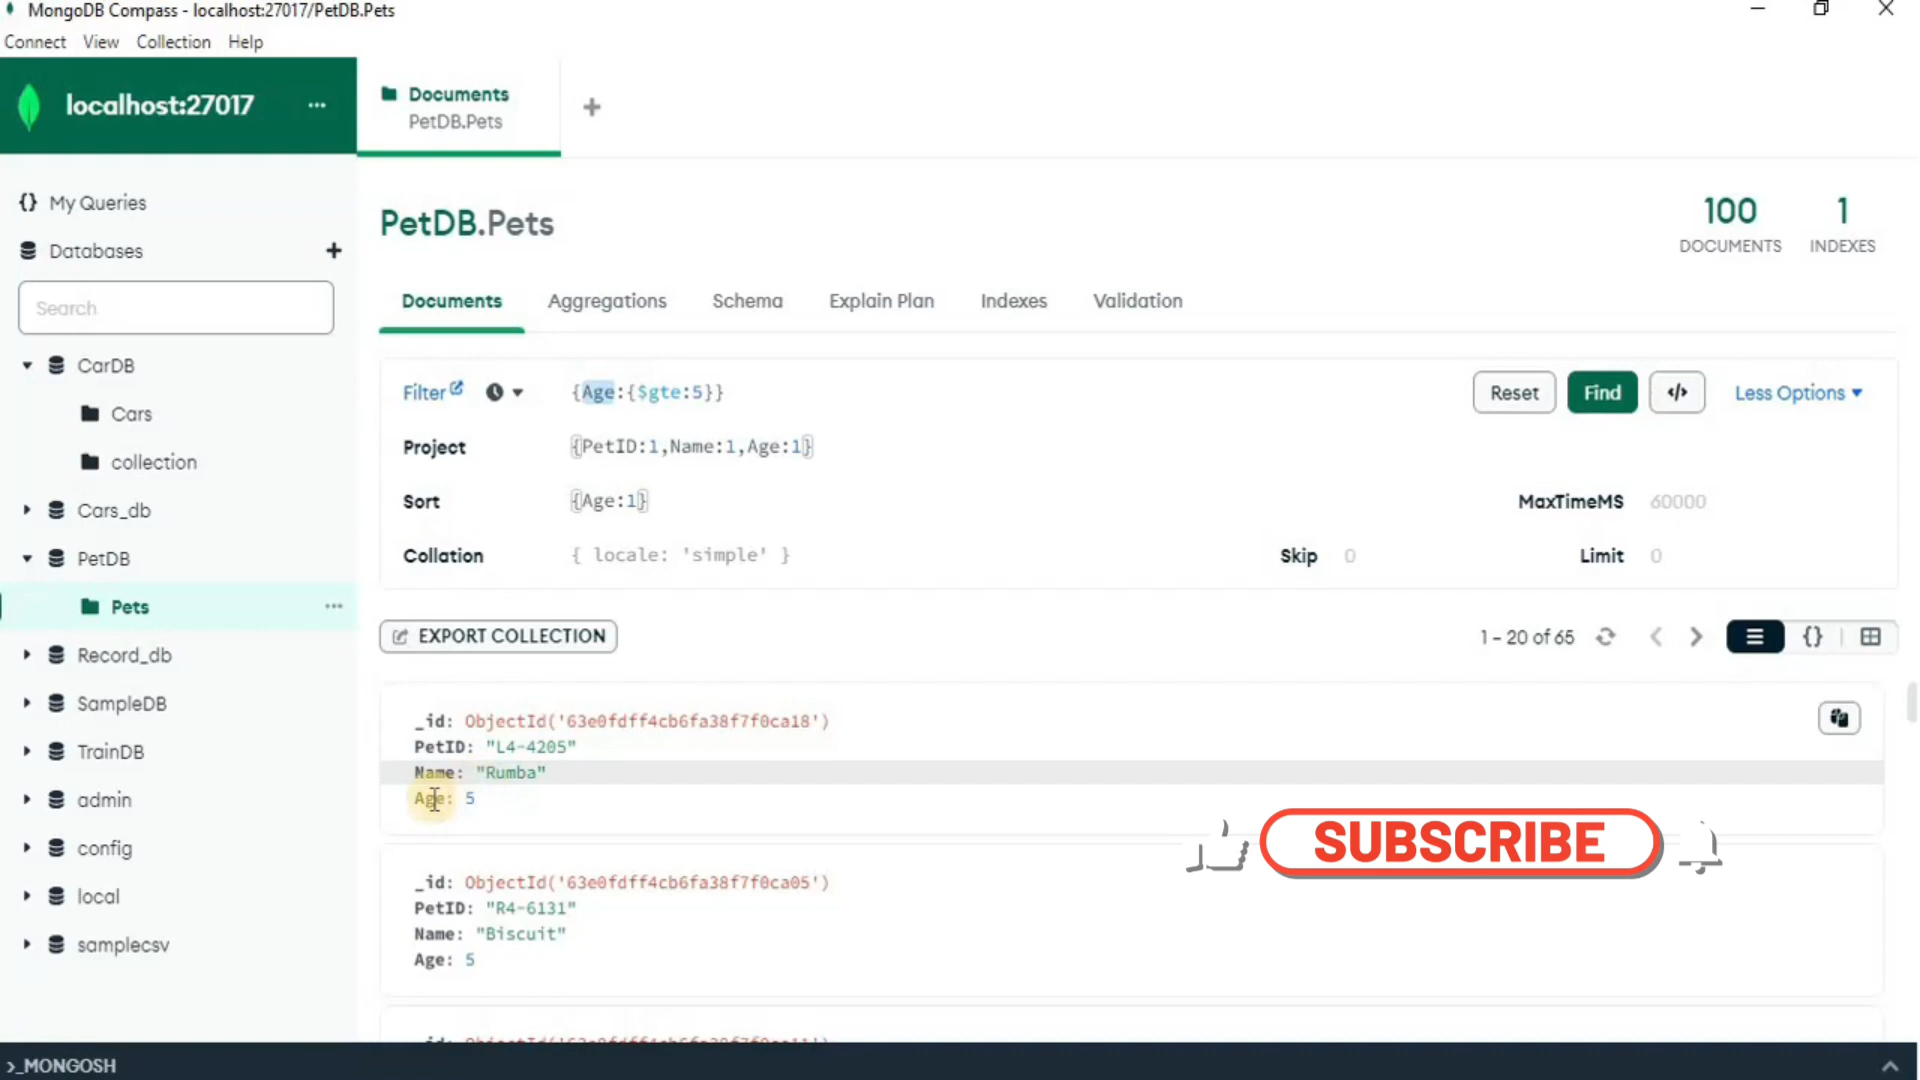 MongoDB Compass - localhost:27017/PetDB.Pets
Connect View Collection Help
localhost:27017 ...
Documents
PetDB.Pets
{} My Queries
Databases +
Search
CarDB
Cars
collection
Cars_db
PetDB
Pets ...
Record_db
SampleDB
TrainDB
admin
config
local
samplecsv
PetDB.Pets
100
DOCUMENTS
1
INDEXES
Documents Aggregations Schema Explain Plan Indexes Validation
Filter {Age:{$gte:5}} Reset Find </> Less Options
Project {PetID:1,Name:1,Age:1}
Sort {Age:1} MaxTimeMS 60000
Collation { locale: 'simple' } Skip 0 Limit 0
EXPORT COLLECTION 1 – 20 of 65 {}
_id: ObjectId('63e0fdff4cb6fa38f7f0ca18')
PetID: "L4-4205"
Name: "Rumba"
Age: 5
SUBSCRIBE
_id: ObjectId('63e0fdff4cb6fa38f7f0ca05')
PetID: "R4-6131"
Name: "Biscuit"
Age: 5
_id: ObjectId('63e0fdff4cb6fa38f7f0ca11')
>_MONGOSH